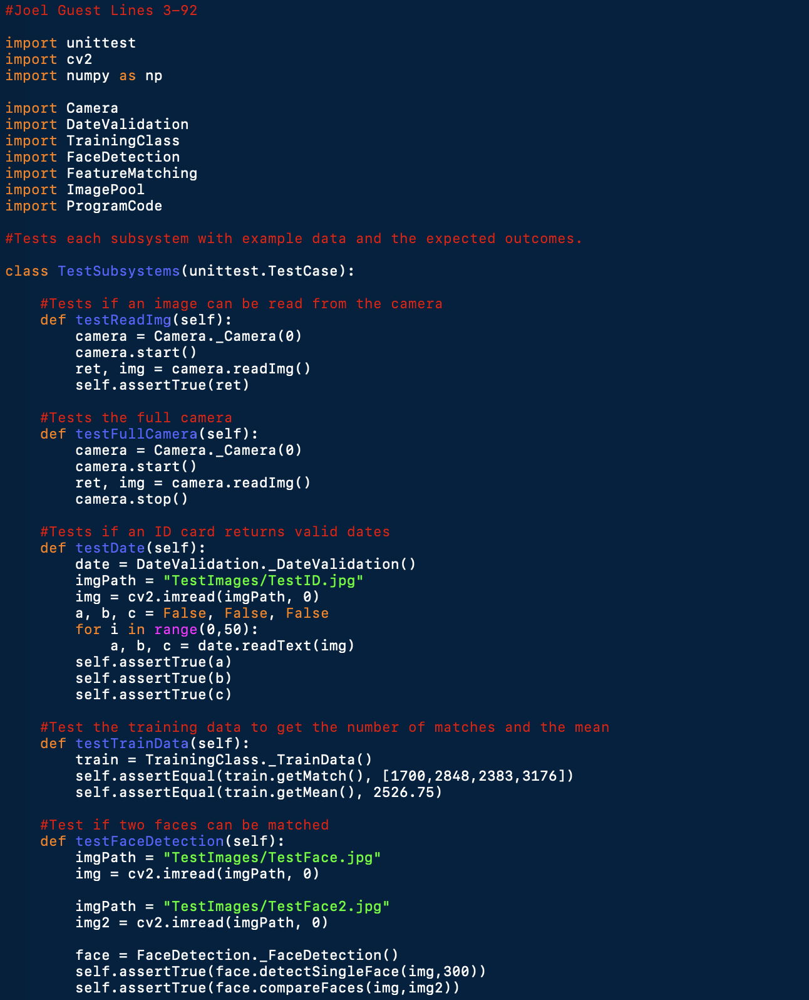 #Joel Guest Lines 3-92
import unittest
import cv2
import numpy as np
import Camera
import DateValidation
import TrainingClass
import FaceDetection
import FeatureMatching
import ImagePool
import ProgramCode
#Tests each subsystem with example data and the expected outcomes.
class TestSubsystems(unittest.TestCase):
    #Tests if an image can be read from the camera
    def testReadImg(self):
        camera = Camera._Camera(0)
        camera.start()
        ret, img = camera.readImg()
        self.assertTrue(ret)
    #Tests the full camera
    def testFullCamera(self):
        camera = Camera._Camera(0)
        camera.start()
        ret, img = camera.readImg()
        camera.stop()
    #Tests if an ID card returns valid dates
    def testDate(self):
        date = DateValidation._DateValidation()
        imgPath = "TestImages/TestID.jpg"
        img = cv2.imread(imgPath, 0)
        a, b, c = False, False, False
        for i in range(0,50):
            a, b, c = date.readText(img)
        self.assertTrue(a)
        self.assertTrue(b)
        self.assertTrue(c)
    #Test the training data to get the number of matches and the mean
    def testTrainData(self):
        train = TrainingClass._TrainData()
        self.assertEqual(train.getMatch(), [1700,2848,2383,3176])
        self.assertEqual(train.getMean(), 2526.75)
    #Test if two faces can be matched
    def testFaceDetection(self):
        imgPath = "TestImages/TestFace.jpg"
        img = cv2.imread(imgPath, 0)
        imgPath = "TestImages/TestFace2.jpg"
        img2 = cv2.imread(imgPath, 0)
        face = FaceDetection._FaceDetection()
        self.assertTrue(face.detectSingleFace(img,300))
        self.assertTrue(face.compareFaces(img,img2))